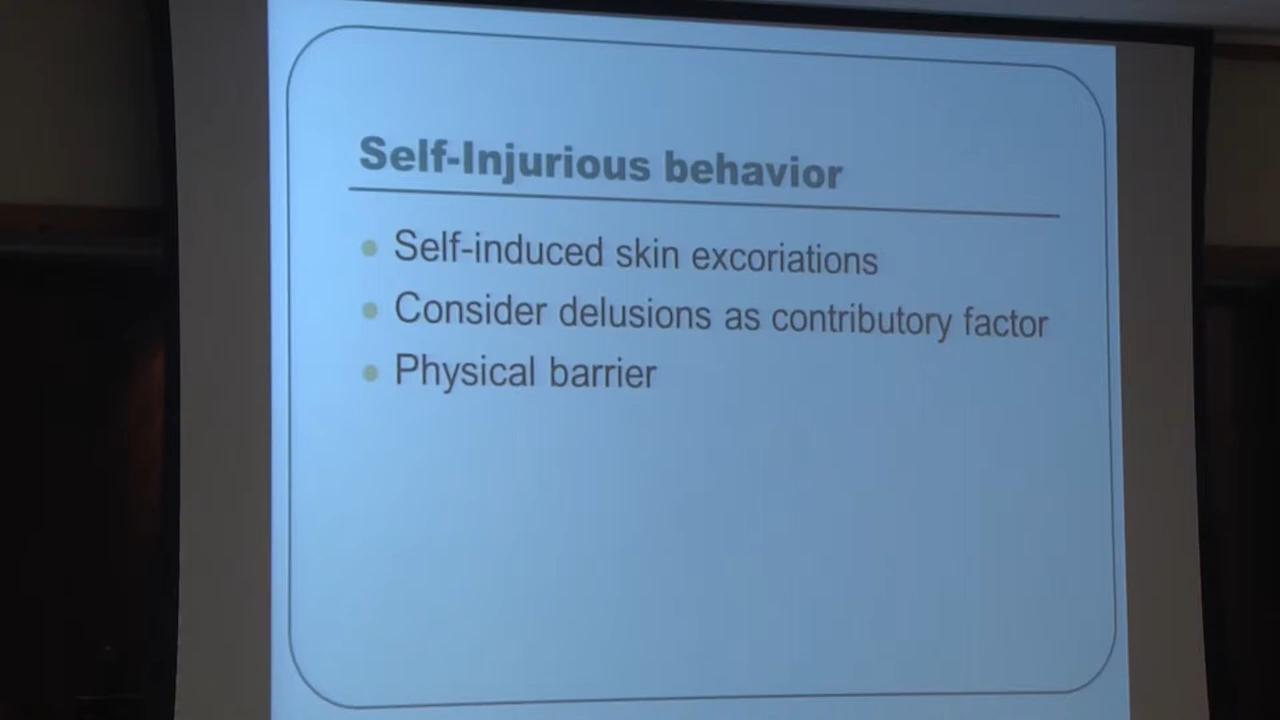 Self-Injurious behavior
Self-induced skin excoriations
Consider delusions as contributory factor
Physical barrier